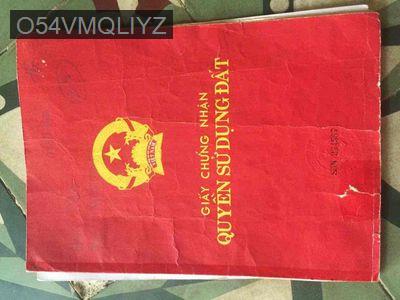 O54VMQLIYZ
GIẤY CHỨNG NHẬN
QUYỀN SỬ DỤNG ĐẤT